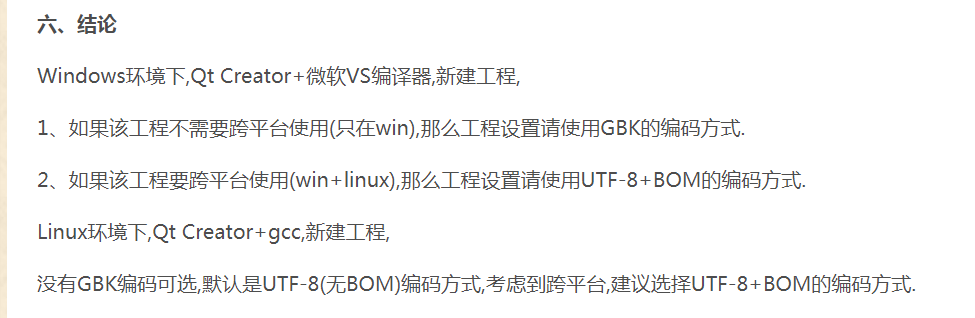 六、结论
Windows环境下,Qt Creator+微软VS编译器,新建工程,
1、如果该工程不需要跨平台使用(只在win),那么工程设置请使用GBK的编码方式.
2、如果该工程要跨平台使用(win+linux),那么工程设置请使用UTF-8+BOM的编码方式.
Linux环境下,Qt Creator+gcc,新建工程,
没有GBK编码可选,默认是UTF-8(无BOM)编码方式,考虑到跨平台,建议选择UTF-8+BOM的编码方式.